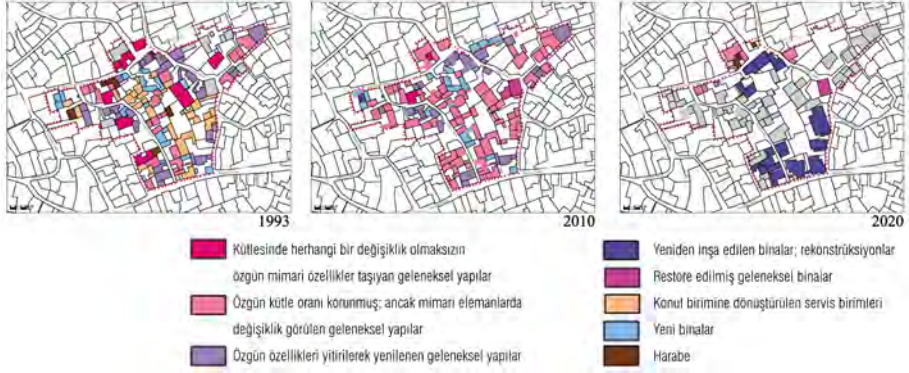 1993
2010
2020
Kütlesinde herhangi bir değişiklik olmaksızın
özgün mimari özellikler taşıyan geleneksel yapılar
Özgün kütle oranı korunmuş; ancak mimari elemanlarda
değişiklik görülen geleneksel yapılar
Özgün özellikleri yitirilerek yenilenen geleneksel yapılar
Yeniden inşa edilen binalar; rekonstrüksiyonlar
Restore edilmiş geleneksel binalar
Konut birimine dönüştürülen servis birimleri
Yeni binalar
Harabe